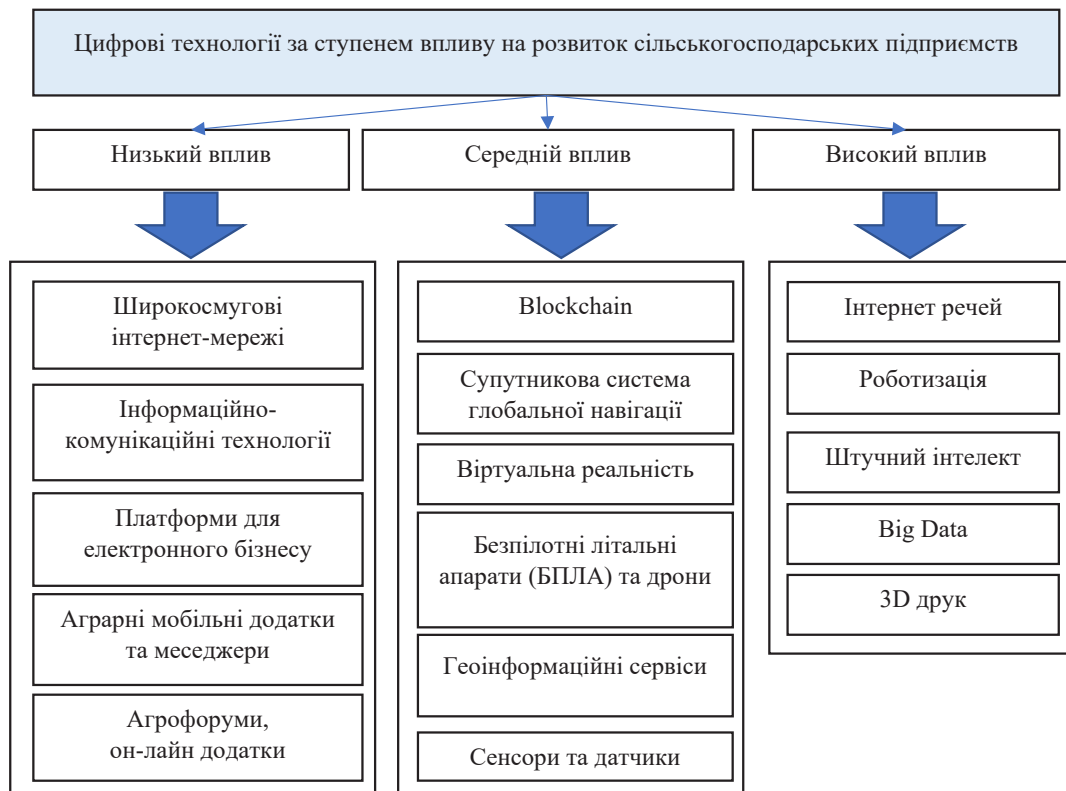 Цифрові технології за ступенем впливу на розвиток сільськогосподарських підприємств
Низький вплив
Середній вплив
Високий вплив
Широкосмугові
інтернет-мережі
Інформаційно-
комунікаційні технології
Платформи для
електронного бізнесу
Аграрні мобільні додатки
та меседжери
Агрофоруми,
он-лайн додатки
Blockchain
Супутникова система
глобальної навігації
Віртуальна реальність
Безпілотні літальні
апарати (БПЛА) та дрони
Геоінформаційні сервіси
Сенсори та датчики
Інтернет речей
Роботизація
Штучний інтелект
Big Data
3D друк